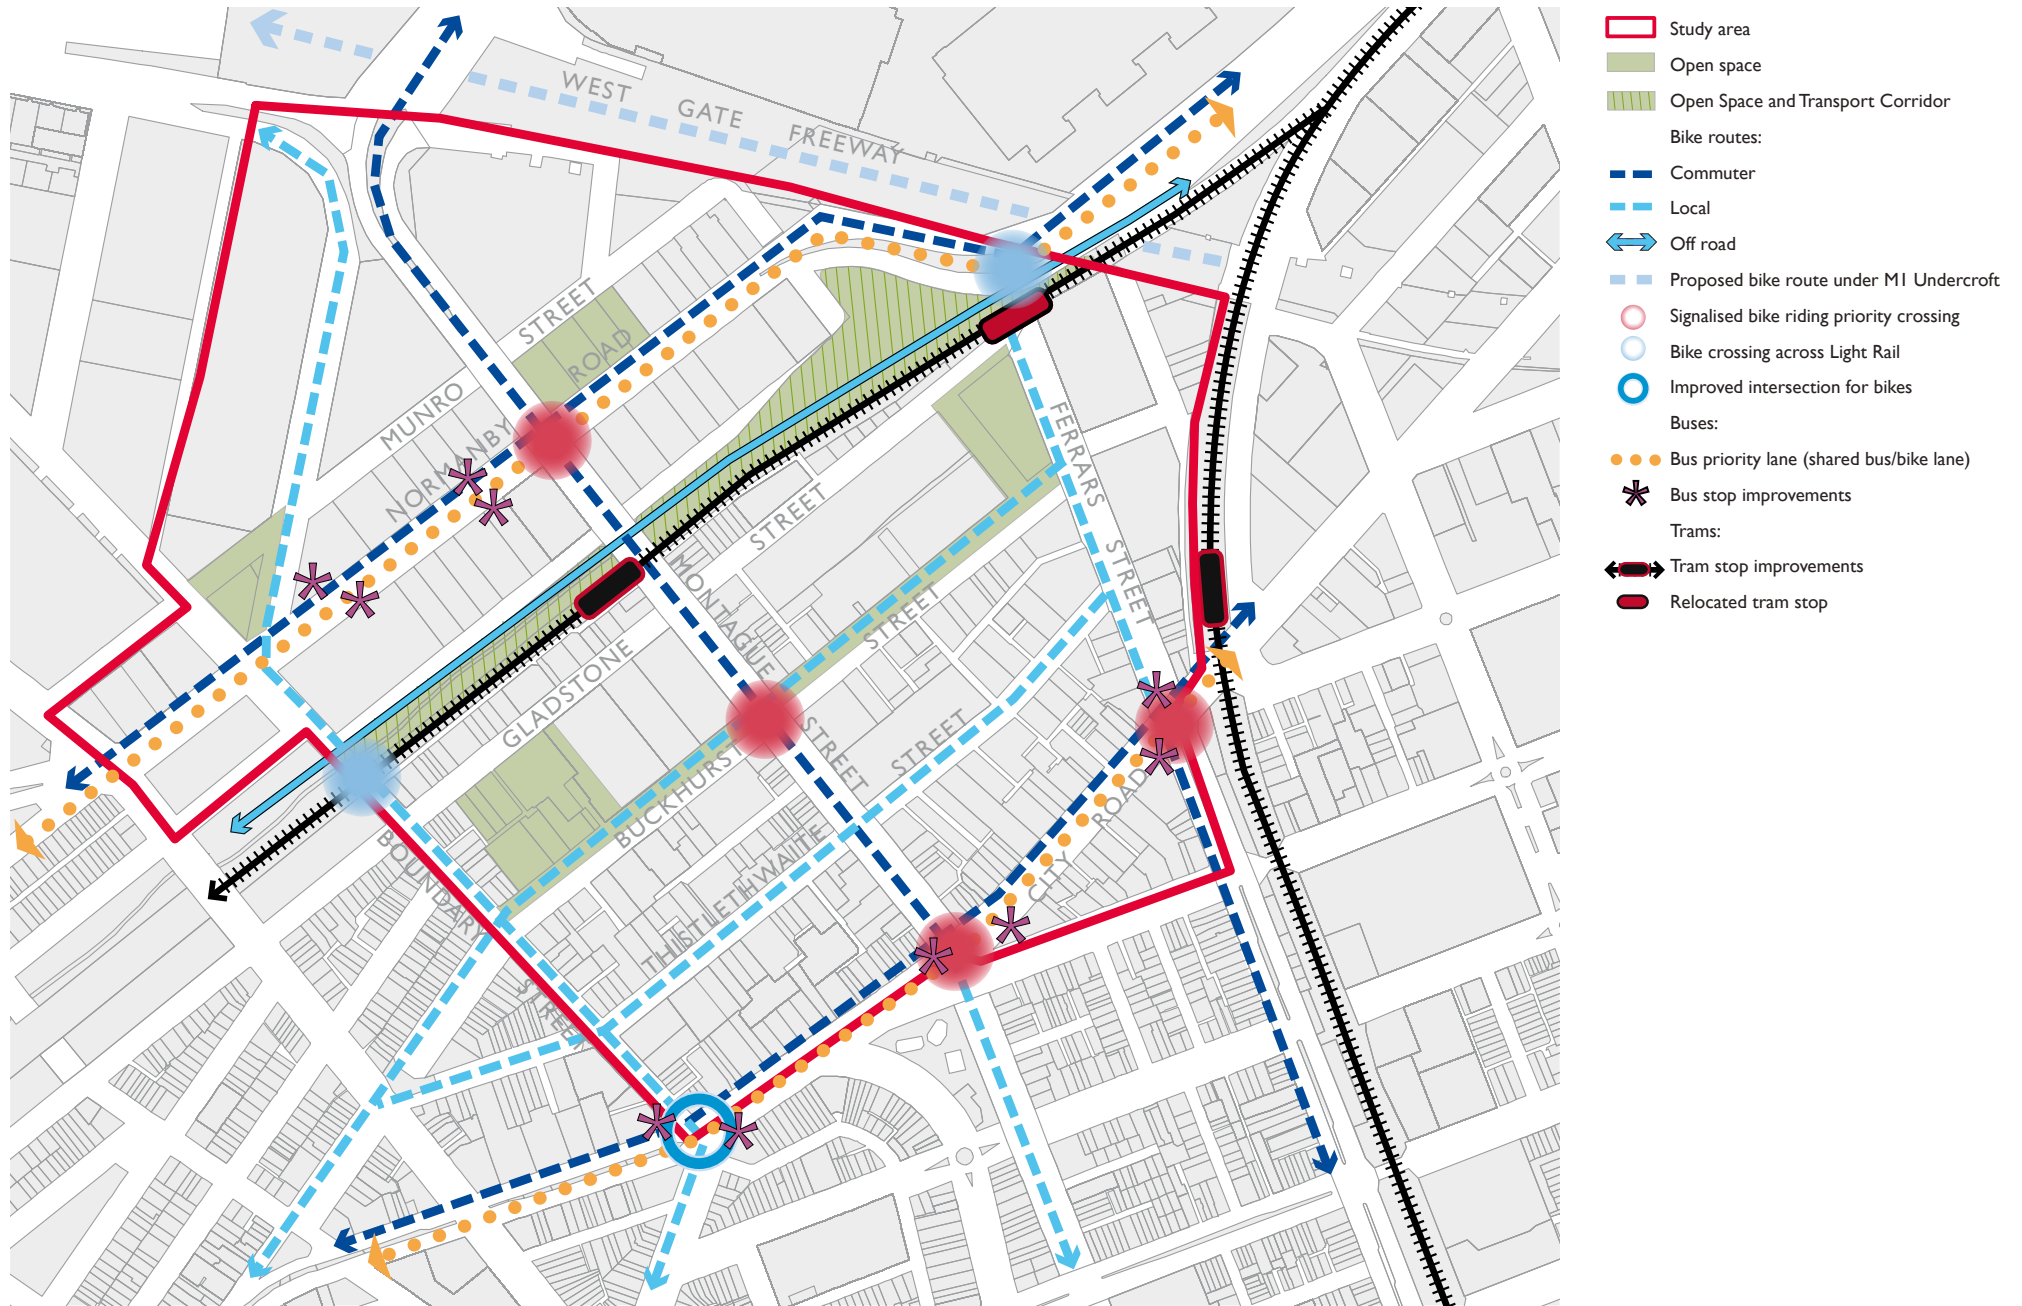 WEST GATE FREEWAY
MUNRO STREET
NORMANBY ROAD
FERRARS STREET
STREET
MONTAGUE STREET
GLADSTONE
BUCKHURST STREET
THISTLETHWAITE STREET
CITY ROAD
BOUNDARY STREET
Study area
Open space
Open Space and Transport Corridor
Bike routes:
Commuter
Local
Off road
Proposed bike route under M1 Undercroft
Signalised bike riding priority crossing
Bike crossing across Light Rail
Improved intersection for bikes
Buses:
Bus priority lane (shared bus/bike lane)
Bus stop improvements
Trams:
Tram stop improvements
Relocated tram stop